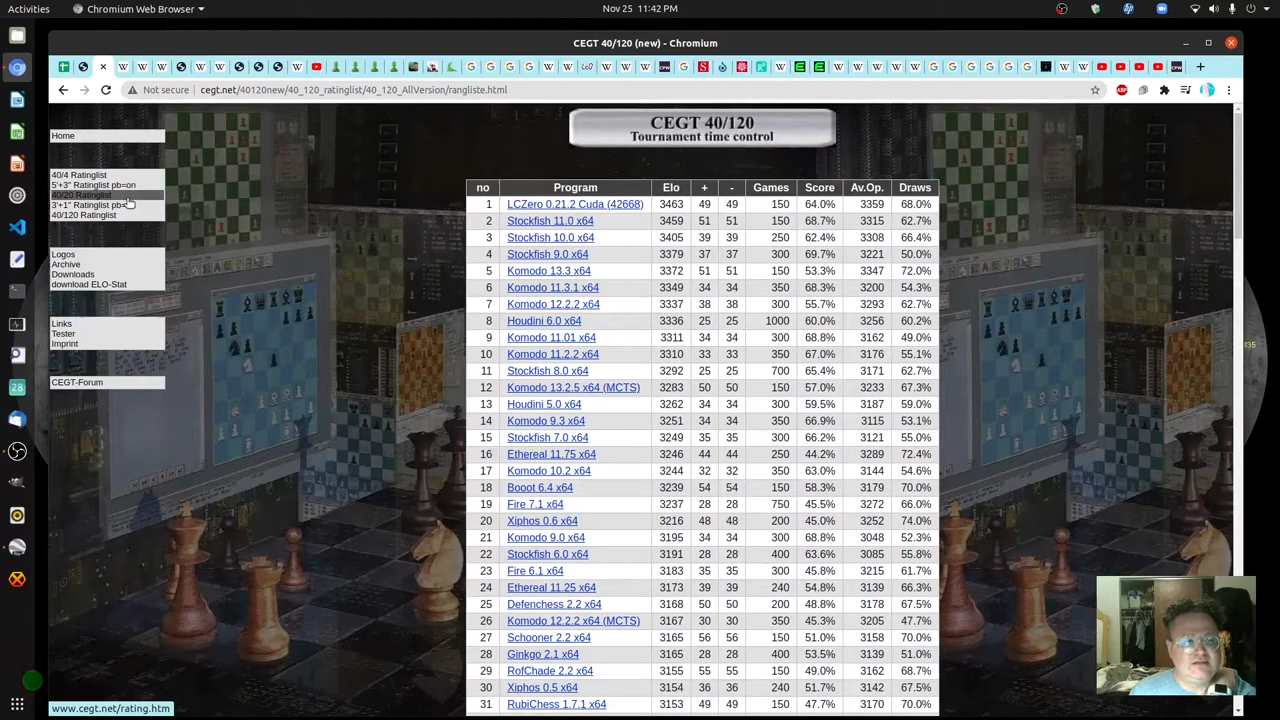 Activities Chromium Web Browser Nov 25 11:42 PM
CEGT 40/120 (new) - Chromium
Not secure cegt.net/40120new/40_120_ratinglist/40_120_AllVersion/rangliste.html
Home
40/4 Ratinglist
5'+3" Ratinglist pb=on
40/20 Ratinglist
3'+1" Ratinglist pb=
40/120 Ratinglist
Logos
Archive
Downloads
download ELO-Stat
Links
Tester
Imprint
CEGT-Forum
CEGT 40/120
Tournament time control
no Program Elo + - Games Score Av.Op. Draws
1 LCZero 0.21.2 Cuda (42668) 3463 49 49 150 64.0% 3359 68.0%
2 Stockfish 11.0 x64 3459 51 51 150 68.7% 3315 62.7%
3 Stockfish 10.0 x64 3405 39 39 250 62.4% 3308 66.4%
4 Stockfish 9.0 x64 3379 37 37 300 69.7% 3221 50.0%
5 Komodo 13.3 x64 3372 51 51 150 53.3% 3347 72.0%
6 Komodo 11.3.1 x64 3349 34 34 350 68.3% 3200 54.3%
7 Komodo 12.2.2 x64 3337 38 38 300 55.7% 3293 62.7%
8 Houdini 6.0 x64 3336 25 25 1000 60.0% 3256 60.2%
9 Komodo 11.01 x64 3311 34 34 350 68.8% 3162 49.0%
10 Komodo 11.2.2 x64 3310 33 33 350 67.0% 3176 55.1%
11 Stockfish 8.0 x64 3292 25 25 700 65.4% 3171 62.7%
12 Komodo 13.2.5 x64 (MCTS) 3283 50 50 150 57.0% 3233 67.3%
13 Houdini 5.0 x64 3262 34 34 300 59.5% 3187 59.0%
14 Komodo 9.3 x64 3251 34 34 350 66.9% 3115 53.1%
15 Stockfish 7.0 x64 3249 35 35 300 66.2% 3121 55.0%
16 Ethereal 11.75 x64 3246 44 44 250 44.2% 3289 72.4%
17 Komodo 10.2 x64 3244 32 32 350 63.0% 3144 54.6%
18 Booot 6.4 x64 3239 54 54 150 58.3% 3179 70.0%
19 Fire 7.1 x64 3237 23 23 750 45.5% 3272 66.0%
20 Xiphos 0.6 x64 3216 48 48 200 45.0% 3252 74.0%
21 Komodo 9.0 x64 3195 34 34 300 68.8% 3048 52.3%
22 Stockfish 6.0 x64 3191 28 28 400 63.6% 3085 55.8%
23 Fire 6.1 x64 3183 35 35 300 45.8% 3215 61.7%
24 Ethereal 11.25 x64 3173 39 39 240 54.8% 3139 66.3%
25 Defenchess 2.2 x64 3168 50 50 200 48.8% 3178 67.5%
26 Komodo 12.2.2 x64 (MCTS) 3167 30 30 350 45.3% 3205 47.7%
27 Schooner 2.2 x64 3165 56 56 150 51.0% 3158 70.0%
28 Ginkgo 2.1 x64 3165 28 28 400 53.5% 3139 51.0%
29 RofChade 2.2 x64 3155 55 55 150 49.0% 3162 68.7%
30 Xiphos 0.5 x64 3154 36 36 240 51.7% 3142 67.5%
31 RubiChess 1.7.1 x64 3153 49 49 150 47.7% 3170 70.0%
www.cegt.net/rating.htm